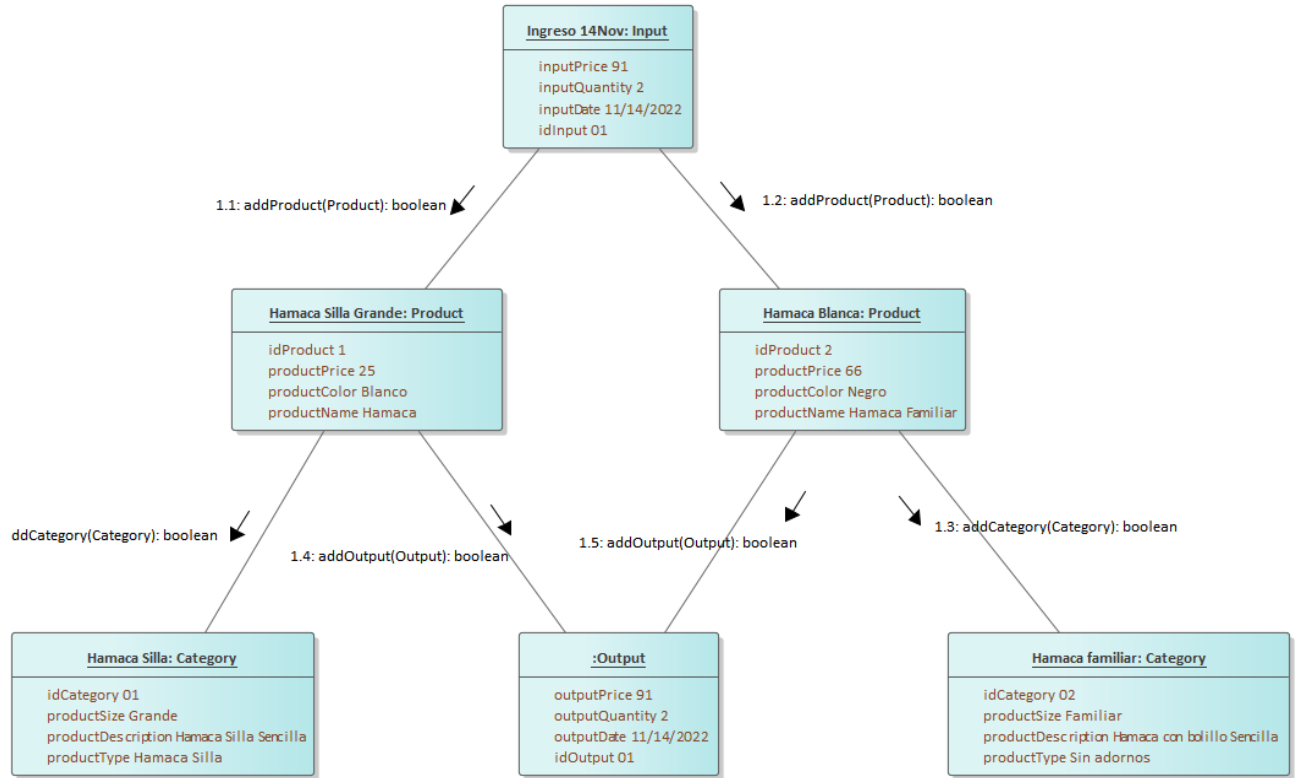 Ingreso 14Nov: Input
inputPrice 91
inputQuantity 2
inputDate 11/14/2022
idInput 01
1.1: addProduct(Product): boolean
1.2: addProduct(Product): boolean
Hamaca Silla Grande: Product
idProduct 1
productPrice 25
productColor Blanco
productName Hamaca
Hamaca Blanca: Product
idProduct 2
productPrice 66
productColor Negro
productName Hamaca Familiar
ddCategory(Category): boolean
1.4: addOutput(Output): boolean
1.5: addOutput(Output): boolean
1.3: addCategory(Category): boolean
Hamaca Silla: Category
idCategory 01
productSize Grande
productDescription Hamaca Silla Sencilla
productType Hamaca Silla
:Output
outputPrice 91
outputQuantity 2
outputDate 11/14/2022
idOutput 01
Hamaca familiar: Category
idCategory 02
productSize Familiar
productDescription Hamaca con bolillo Sencilla
productType Sin adornos